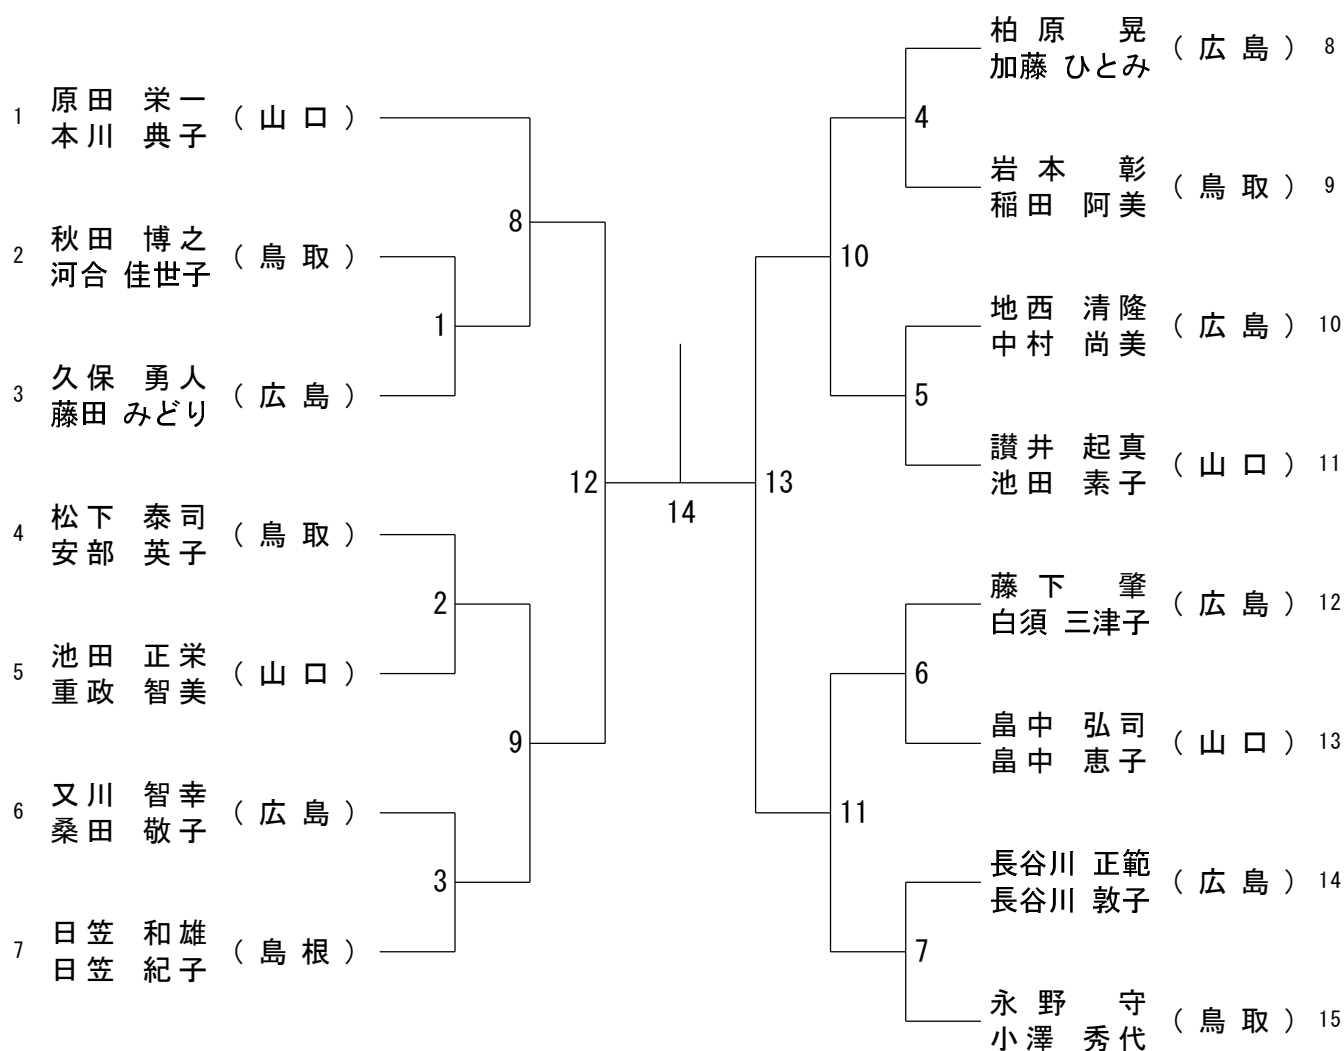 1 原田 栄一 (山口)
本川 典子
2 秋田 博之 (鳥取)
河合 佳世子
3 久保 勇人 (広島)
藤田 みどり
4 松下 泰司 (鳥取)
安部 英子
5 池田 正栄 (山口)
重政 智美
6 又川 智幸 (広島)
桑田 敬子
7 日笠 和雄 (島根)
日笠 紀子
8
1
12
2
9
3
14
13
4
10
5
6
11
7
柏原 晃 (広島) 8
加藤 ひとみ
岩本 彰 (鳥取) 9
稲田 阿美
地西 清隆 (広島) 10
中村 尚美
讃井 起真 (山口) 11
池田 素子
藤下 肇 (広島) 12
白須 三津子
畠中 弘司 (山口) 13
畠中 恵子
長谷川 正範 (広島) 14
長谷川 敦子
永野 守 (鳥取) 15
小澤 秀代